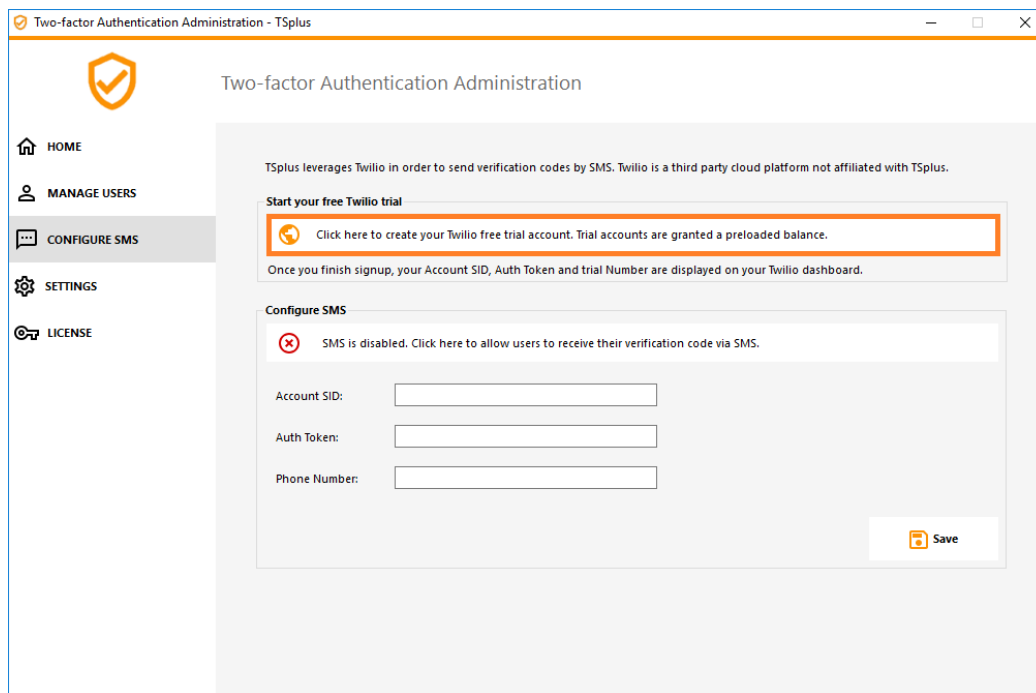 Two-factor Authentication Administration - TSplus
Two-factor Authentication Administration
HOME
MANAGE USERS
CONFIGURE SMS
SETTINGS
LICENSE
TSplus leverages Twilio in order to send verification codes by SMS. Twilio is a third party cloud platform not affiliated with TSplus.
Start your free Twilio trial
Click here to create your Twilio free trial account. Trial accounts are granted a preloaded balance.
Once you finish signup, your Account SID, Auth Token and trial Number are displayed on your Twilio dashboard.
Configure SMS
SMS is disabled. Click here to allow users to receive their verification code via SMS.
Account SID:
Auth Token:
Phone Number:
Save